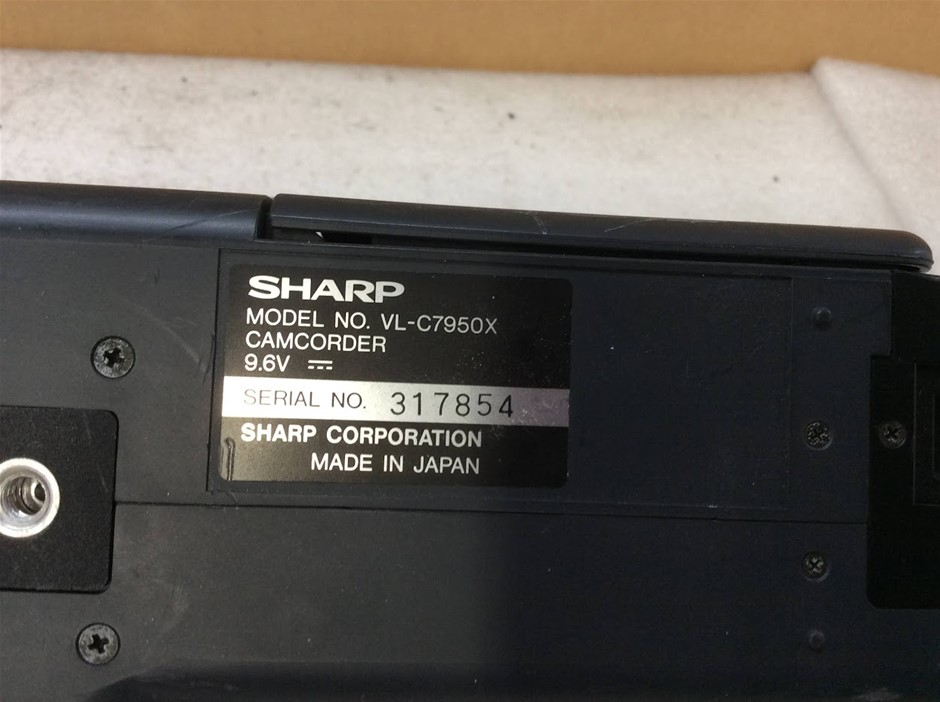 SHARP
MODEL NO. VL-C7950X
CAMCORDER
9.6V ⎓
SERIAL NO. 317854
SHARP CORPORATION
MADE IN JAPAN